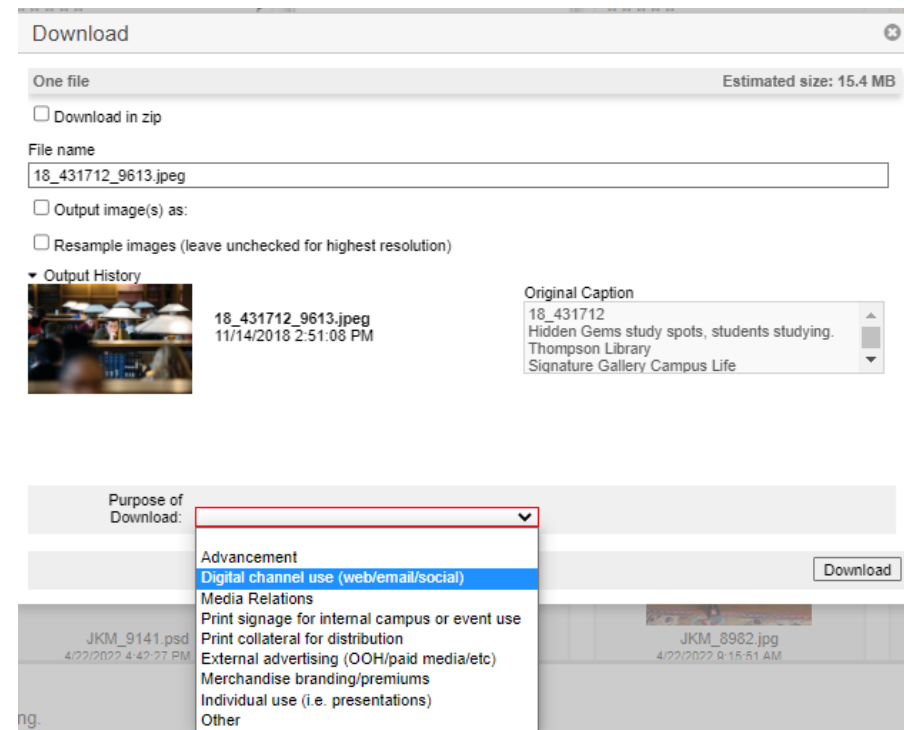 Download
One file
Estimated size: 15.4 MB
Download in zip
File name
18_431712_9613.jpeg
Output image(s) as:
Resample images (leave unchecked for highest resolution)
Output History
18_431712_9613.jpeg
11/14/2018 2:51:08 PM
Original Caption
18_431712
Hidden Gems study spots, students studying.
Thompson Library
Signature Gallery Campus Life
Purpose of
Download:
Advancement
Digital channel use (web/email/social)
Media Relations
Print signage for internal campus or event use
Print collateral for distribution
External advertising (OOH/paid media/etc)
Merchandise branding/premiums
Individual use (i.e. presentations)
Other
Download
JKM_9141.psd
4/22/2022 4:42:27 PM
JKM_8982.jpg
4/22/2022 9:15:51 AM
ng.